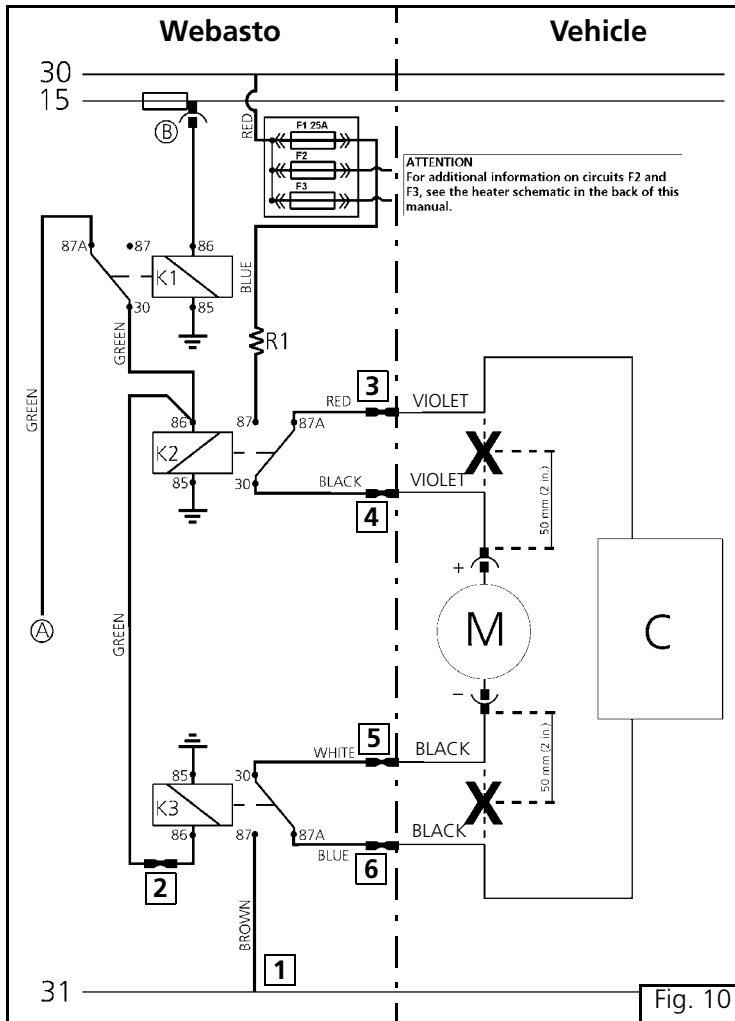 Webasto
Vehicle
30
15
B
RED
F1 25A
F2
F3
ATTENTION
For additional information on circuits F2 and
F3, see the heater schematic in the back of this
manual.
87A
87
86
K1
BLUE
30
85
GREEN
R1
GREEN
3
RED
VIOLET
86
87
87A
K2
X
85
30
BLACK
VIOLET
4
50 mm (2 in.)
+
A
GREEN
M
C
–
5
WHITE
BLACK
85
30
50 mm (2 in.)
K3
X
86
87
87A
BLACK
BLUE
6
2
BROWN
1
31
Fig. 10